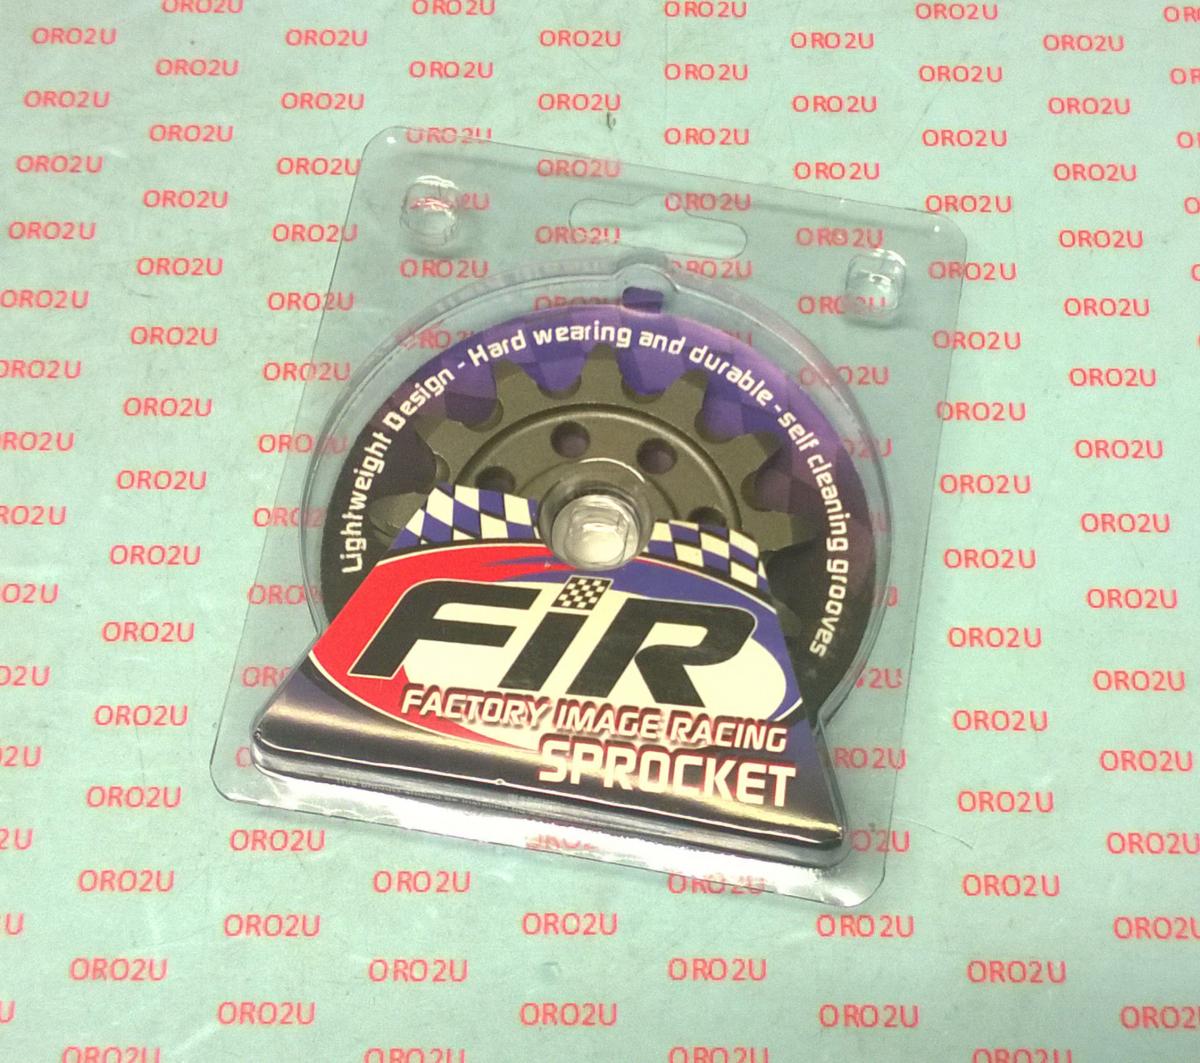 Lightweight Design - Hard wearing and durable - self cleaning grooves
FiR
FACTORY IMAGE RACING
SPROCKET
ORO2U